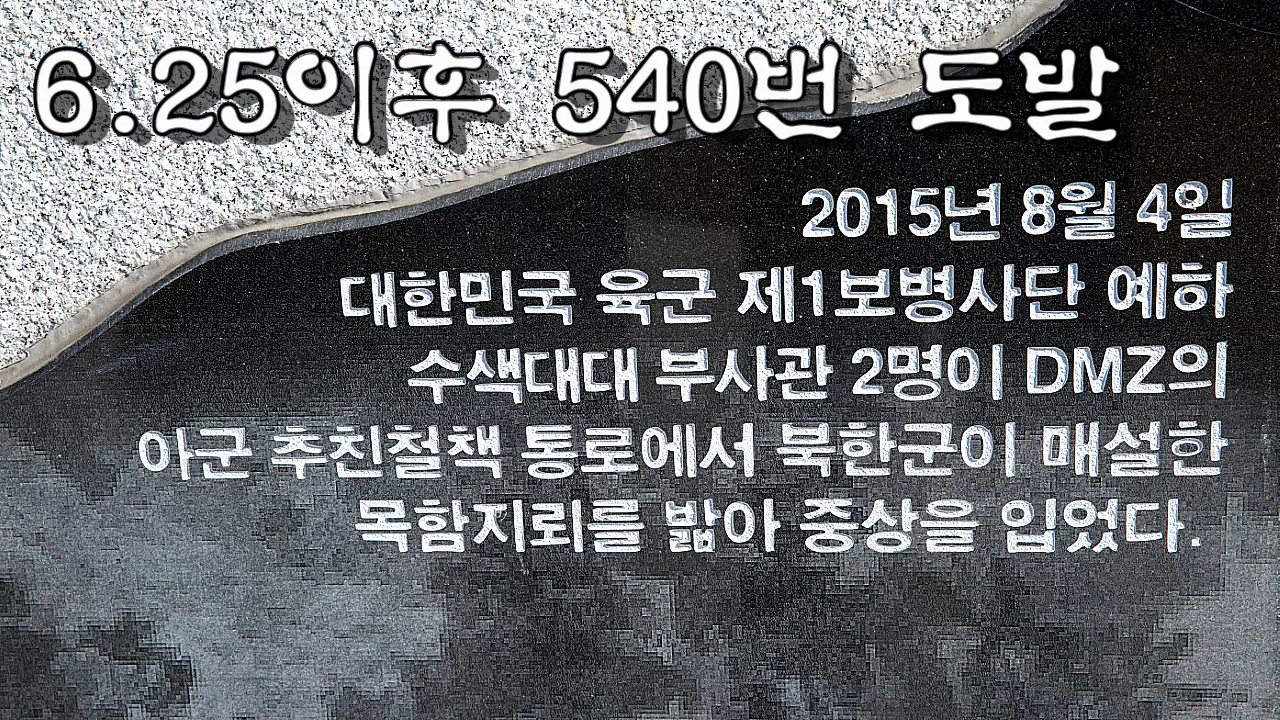 6.25이후 540번 도발
2015년 8월 4일
대한민국 육군 제1보병사단 예하
수색대대 부사관 2명이 DMZ의
아군 추진철책 통로에서 북한군이 매설한
목함지뢰를 밟아 중상을 입었다.